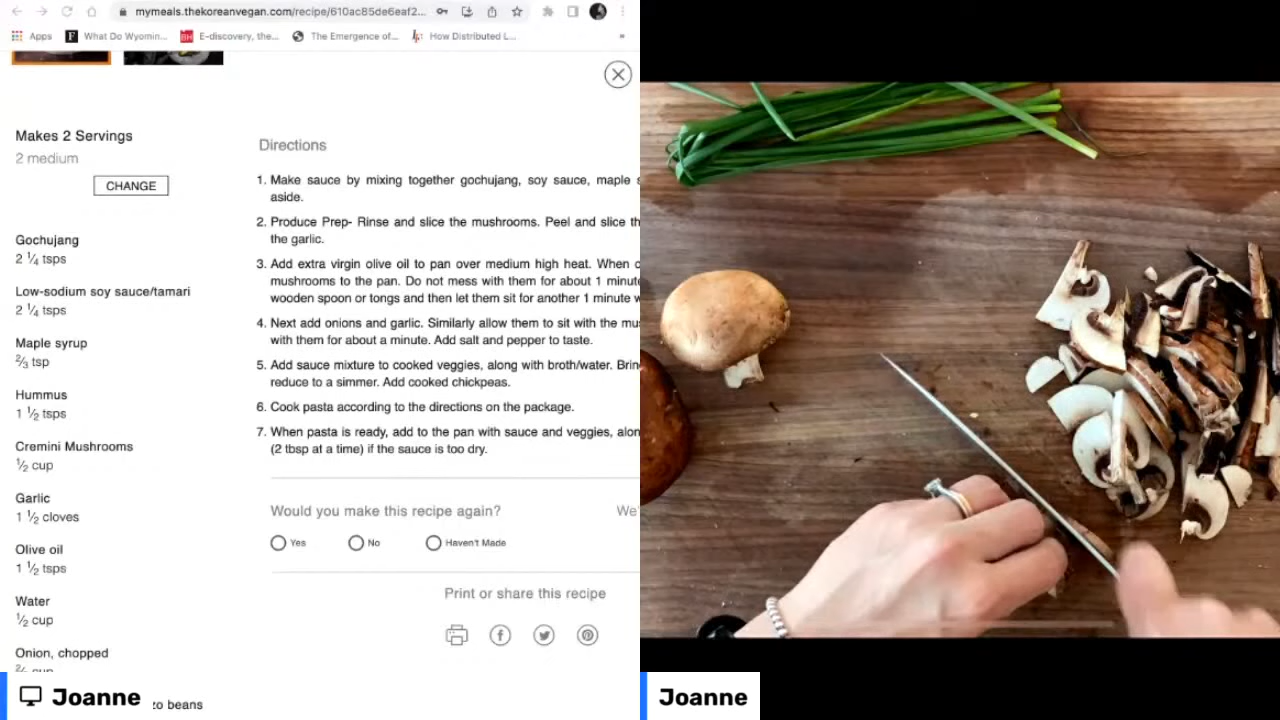 mymeals.thekoreanvegan.com/recipe/610ac85de6eaf2...
Apps
What Do Wyomin...
E-discovery, the...
The Emergence of...
How Distributed L...
»
Makes 2 Servings
2 medium
CHANGE
Gochujang
2 1/4 tsps
Low-sodium soy sauce/tamari
2 1/4 tsps
Maple syrup
2/3 tsp
Hummus
1 1/2 tsps
Cremini Mushrooms
1/2 cup
Garlic
1 1/2 cloves
Olive oil
1 1/2 tsps
Water
1/2 cup
Onion, chopped
zo beans
Directions
1. Make sauce by mixing together gochujang, soy sauce, maple s
aside.
2. Produce Prep- Rinse and slice the mushrooms. Peel and slice th
the garlic.
3. Add extra virgin olive oil to pan over medium high heat. When o
mushrooms to the pan. Do not mess with them for about 1 minute
wooden spoon or tongs and then let them sit for another 1 minute w
4. Next add onions and garlic. Similarly allow them to sit with the mus
with them for about a minute. Add salt and pepper to taste.
5. Add sauce mixture to cooked veggies, along with broth/water. Brin
reduce to a simmer. Add cooked chickpeas.
6. Cook pasta according to the directions on the package.
7. When pasta is ready, add to the pan with sauce and veggies, alon
(2 tbsp at a time) if the sauce is too dry.
Would you make this recipe again?
We'
Yes
No
Haven't Made
Print or share this recipe
Joanne
Joanne